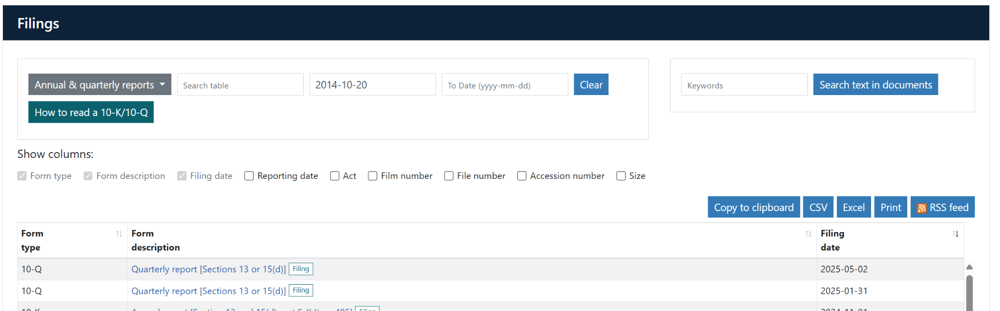 Filings
Annual & quarterly reports
Search table
2014-10-20
To Date (yyyy-mm-dd)
Clear
How to read a 10-K/10-Q
Keywords
Search text in documents
Show columns:
Form type
Form description
Filing date
Reporting date
Act
Film number
File number
Accession number
Size
Copy to clipboard
CSV
Excel
Print
RSS feed
Form type
Form description
Filing date
10-Q Quarterly report [Sections 13 or 15(d)] Filing 2025-05-02
10-Q Quarterly report [Sections 13 or 15(d)] Filing 2025-01-31